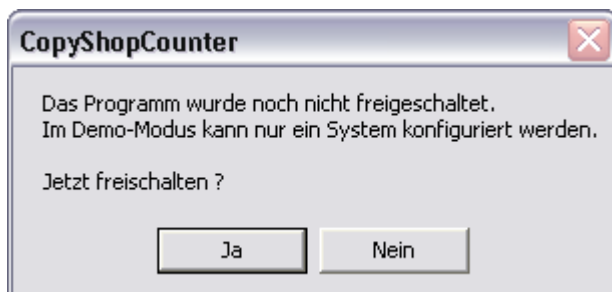 CopyShopCounter
Das Programm wurde noch nicht freigeschaltet.
Im Demo-Modus kann nur ein System konfiguriert werden.
Jetzt freischalten ?
Ja
Nein